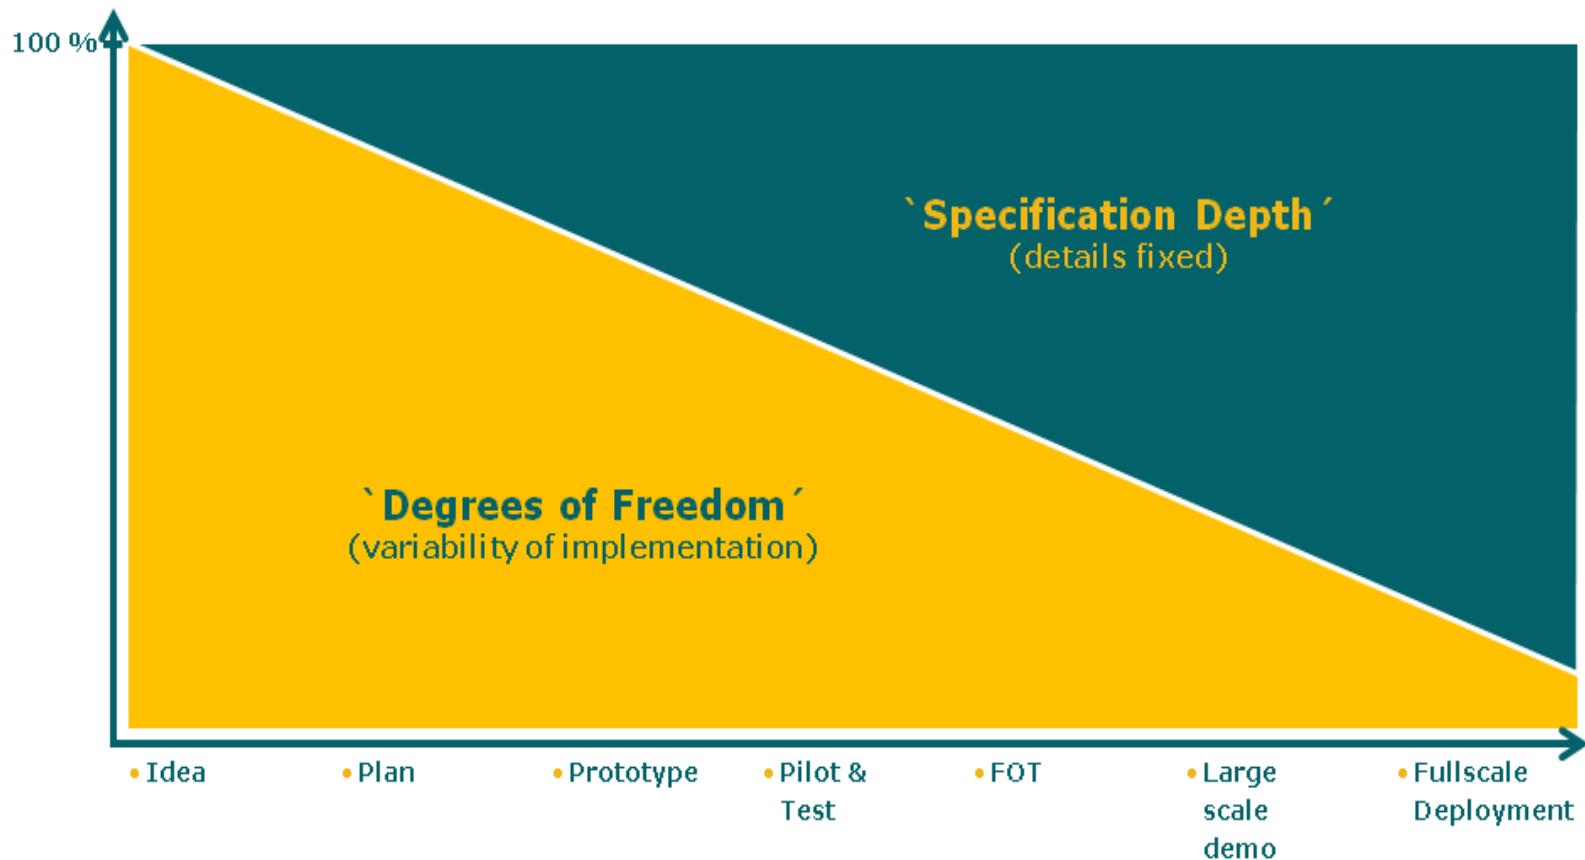 100 %
`Specification Depth´
(details fixed)
`Degrees of Freedom´
(variability of implementation)
• Idea
• Plan
• Prototype
• Pilot &
Test
• FOT
• Large
scale
demo
• Fullscale
Deployment